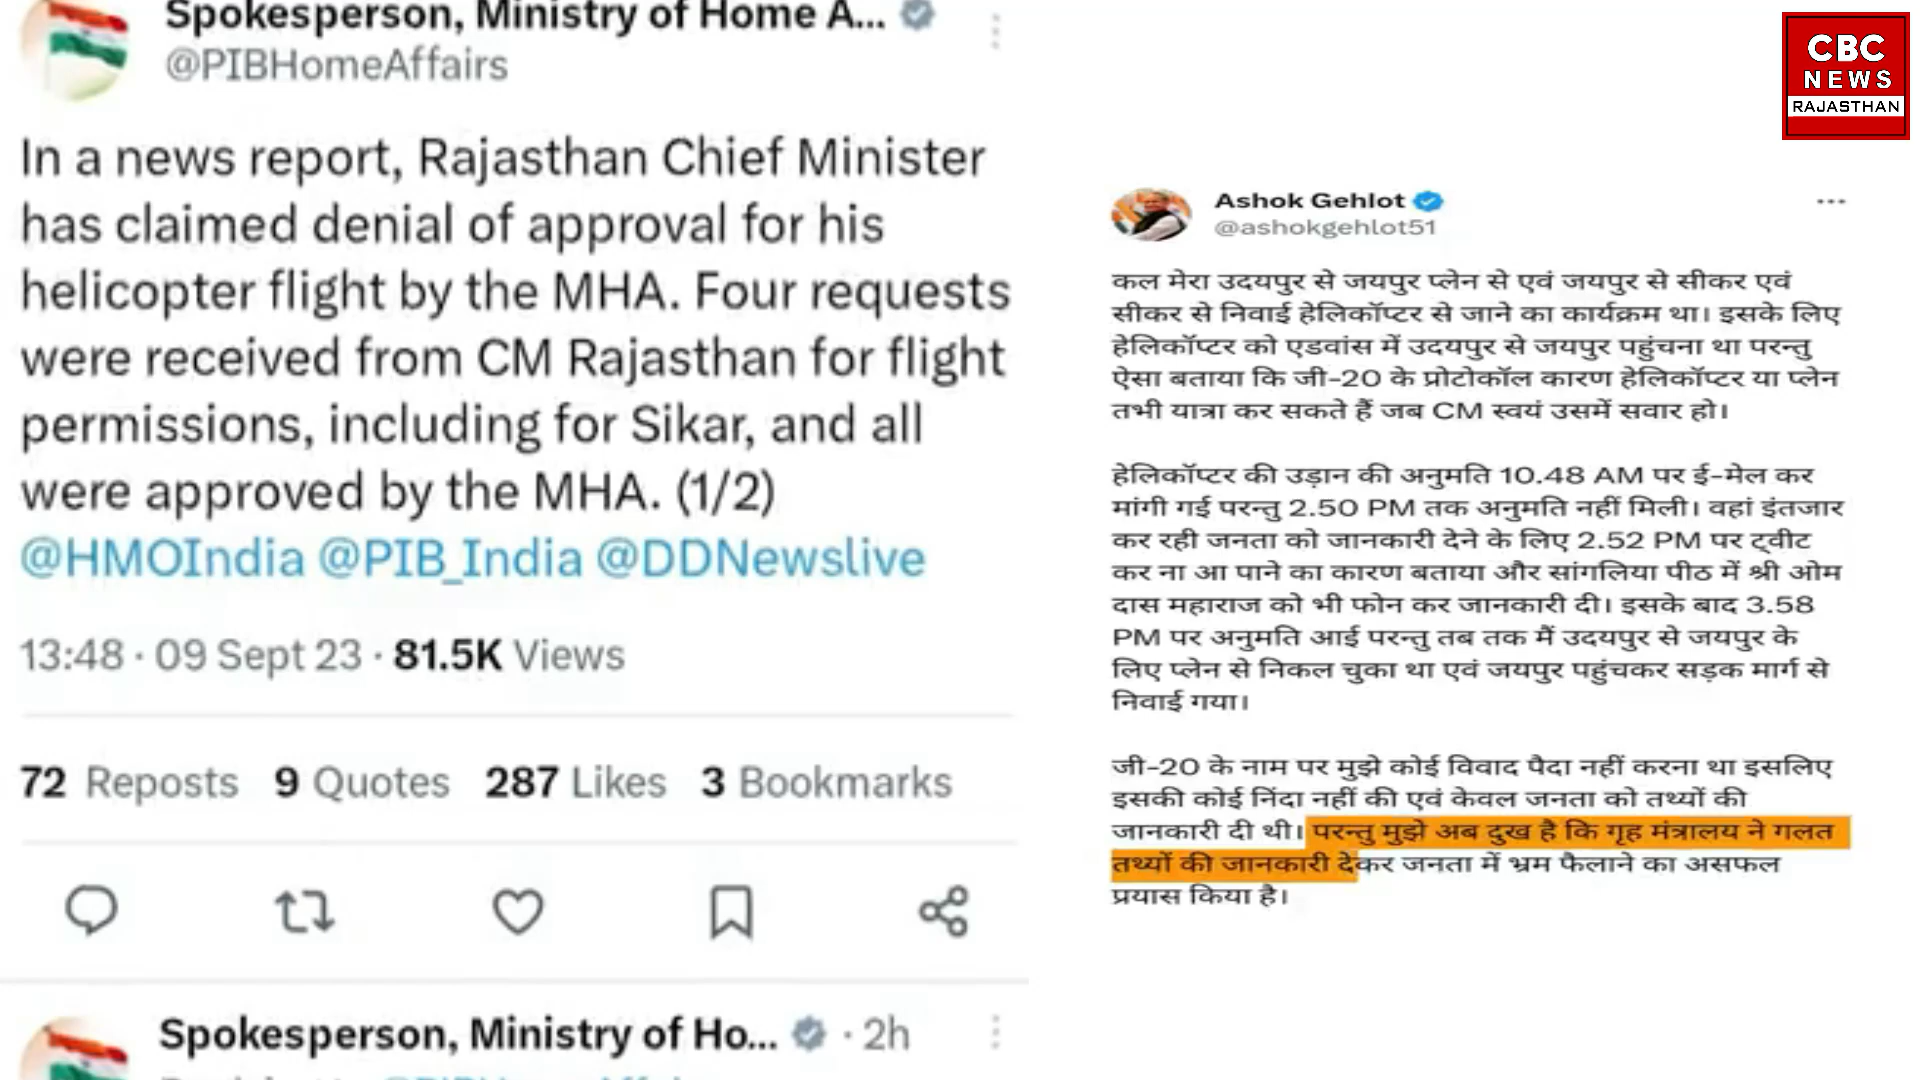 Spokesperson, Ministry of Home A...
@PIBHomeAffairs
In a news report, Rajasthan Chief Minister
has claimed denial of approval for his
helicopter flight by the MHA. Four requests
were received from CM Rajasthan for flight
permissions, including for Sikar, and all
were approved by the MHA. (1/2)
@HMOIndia @PIB_India @DDNewslive
13:48 · 09 Sept 23 · 81.5K Views
72 Reposts 9 Quotes 287 Likes 3 Bookmarks
Spokesperson, Ministry of Ho... · 2h
CBC
NEWS
RAJASTHAN
Ashok Gehlot
@ashokgehlot51
कल मेरा उदयपुर से जयपुर प्लेन से एवं जयपुर से सीकर एवं
सीकर से निवाई हेलिकॉप्टर से जाने का कार्यक्रम था। इसके लिए
हेलिकॉप्टर को एडवांस में उदयपुर से जयपुर पहुंचना था परन्तु
ऐसा बताया कि जी-20 के प्रोटोकॉल कारण हेलिकॉप्टर या प्लेन
तभी यात्रा कर सकते हैं जब CM स्वयं उसमें सवार हो।
हेलिकॉप्टर की उड़ान की अनुमति 10.48 AM पर ई-मेल कर
मांगी गई परन्तु 2.50 PM तक अनुमति नहीं मिली। वहां इंतजार
कर रही जनता को जानकारी देने के लिए 2.52 PM पर ट्वीट
कर ना आ पाने का कारण बताया और सांगलिया पीठ में श्री ओम
दास महाराज को भी फोन कर जानकारी दी। इसके बाद 3.58
PM पर अनुमति आई परन्तु तब तक मैं उदयपुर से जयपुर के
लिए प्लेन से निकल चुका था एवं जयपुर पहुंचकर सड़क मार्ग से
निवाई गया।
जी-20 के नाम पर मुझे कोई विवाद पैदा नहीं करना था इसलिए
इसकी कोई निंदा नहीं की एवं केवल जनता को तथ्यों की
जानकारी दी थी। परन्तु मुझे अब दुख है कि गृह मंत्रालय ने गलत
तथ्यों की जानकारी देकर जनता में भ्रम फैलाने का असफल
प्रयास किया है।